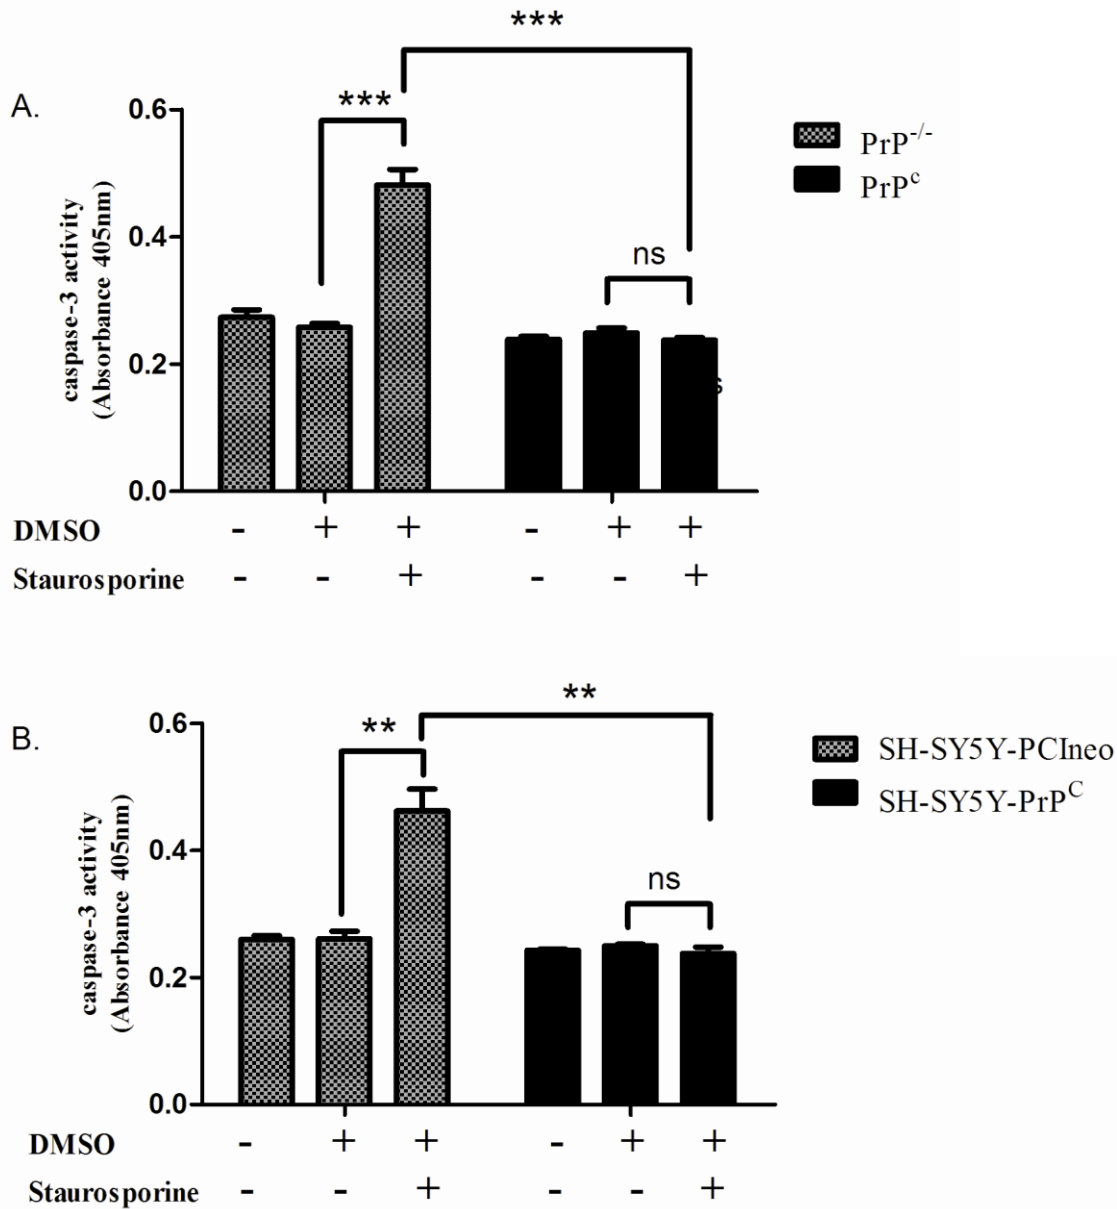 ***
A.
***
0.6
0.4
0.2
0.0
caspase-3 activity
(Absorbance 405nm)
ns
PrP-/-
PrPc
DMSO - + + - + +
Staurosporine - - + - - +
**
B.
**
0.6
0.4
0.2
0.0
caspase-3 activity
(Absorbance 405nm)
ns
SH-SY5Y-PCIneo
SH-SY5Y-PrPC
DMSO - + + - + +
Staurosporine - - + - - +